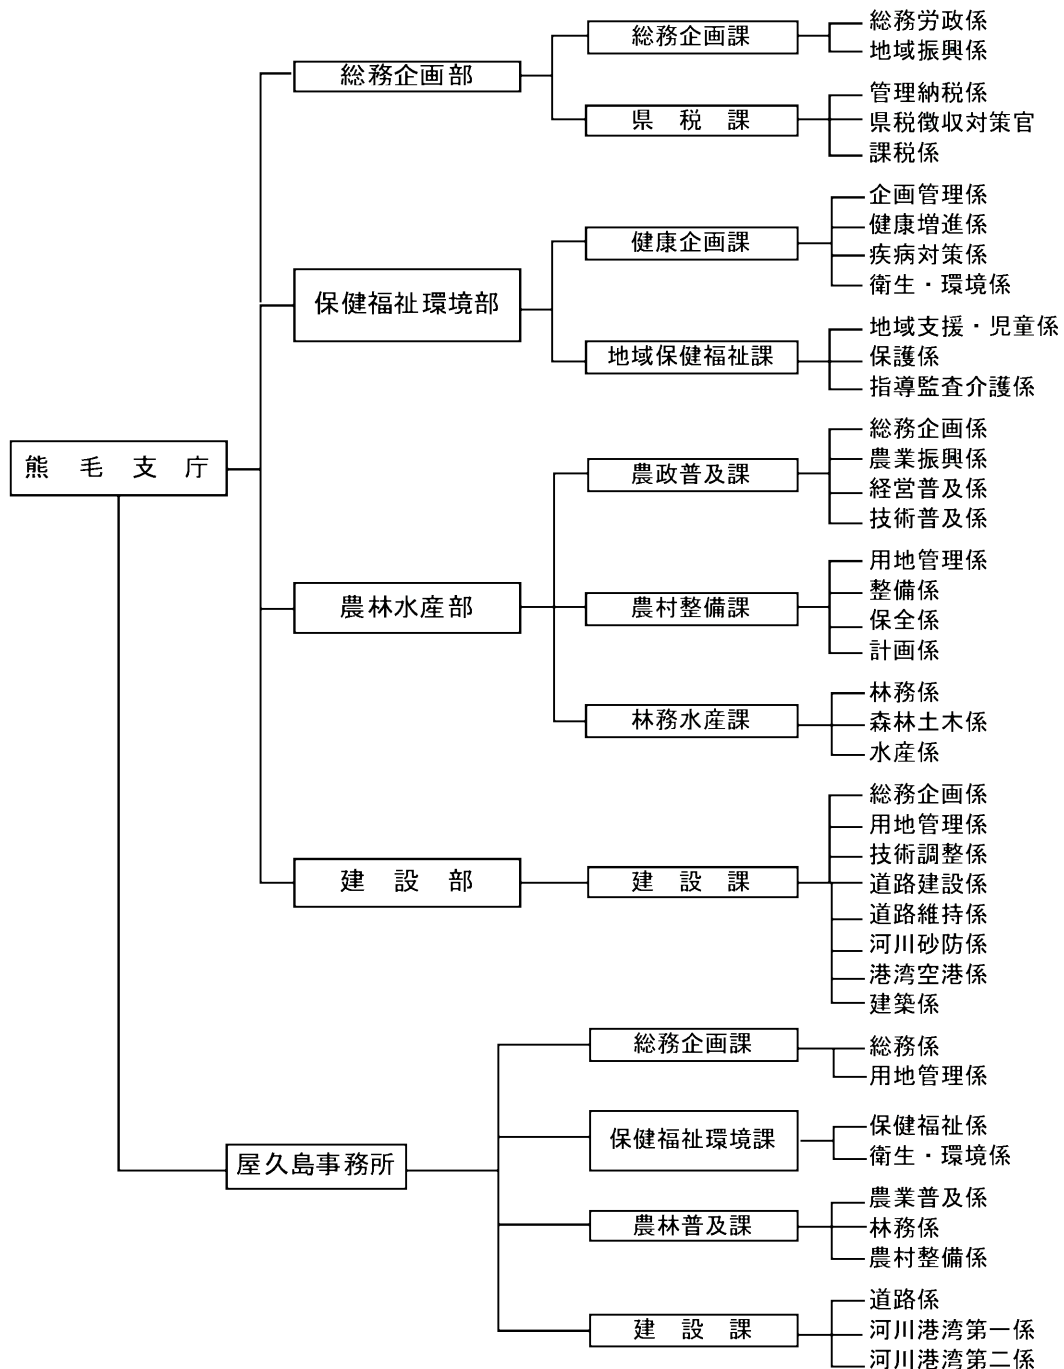 総務企画課
総務労政係
地域振興係
総務企画部
県税課
管理納税係
県税徴収対策官
課税係
健康企画課
企画管理係
健康増進係
疾病対策係
衛生・環境係
保健福祉環境部
地域保健福祉課
地域支援・児童係
保護係
指導監査介護係
熊毛支庁
農政普及課
総務企画係
農業振興係
経営普及係
技術普及係
農林水産部
農村整備課
用地管理係
整備係
保全係
計画係
林務水産課
林務係
森林土木係
水産係
建設部
建設課
総務企画係
用地管理係
技術調整係
道路建設係
道路維持係
河川砂防係
港湾空港係
建築係
屋久島事務所
総務企画課
総務係
用地管理係
保健福祉環境課
保健福祉係
衛生・環境係
農林普及課
農業普及係
林務係
農村整備係
建設課
道路係
河川港湾第一係
河川港湾第二係